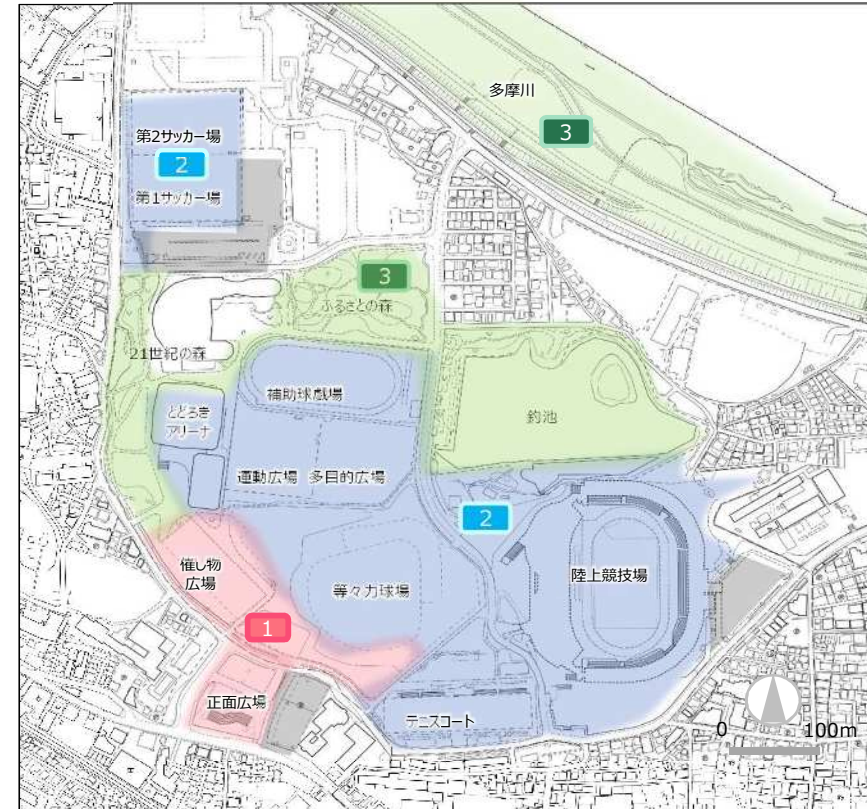 多摩川
3
第2サッカー場
2
第1サッカー場
3
ふるさとの森
21世紀の森
補助球戯場
とどろき
アリーナ
釣池
運動広場 多目的広場
2
催し物
広場
陸上競技場
等々力球場
1
正面広場
テニスコート
0 100m